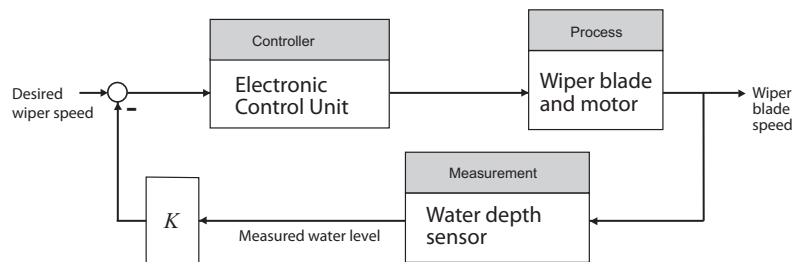 Controller
Electronic
Control Unit
Process
Wiper blade
and motor
Desired
wiper speed
-
Wiper
blade
speed
Measurement
Water depth
sensor
K
Measured water level